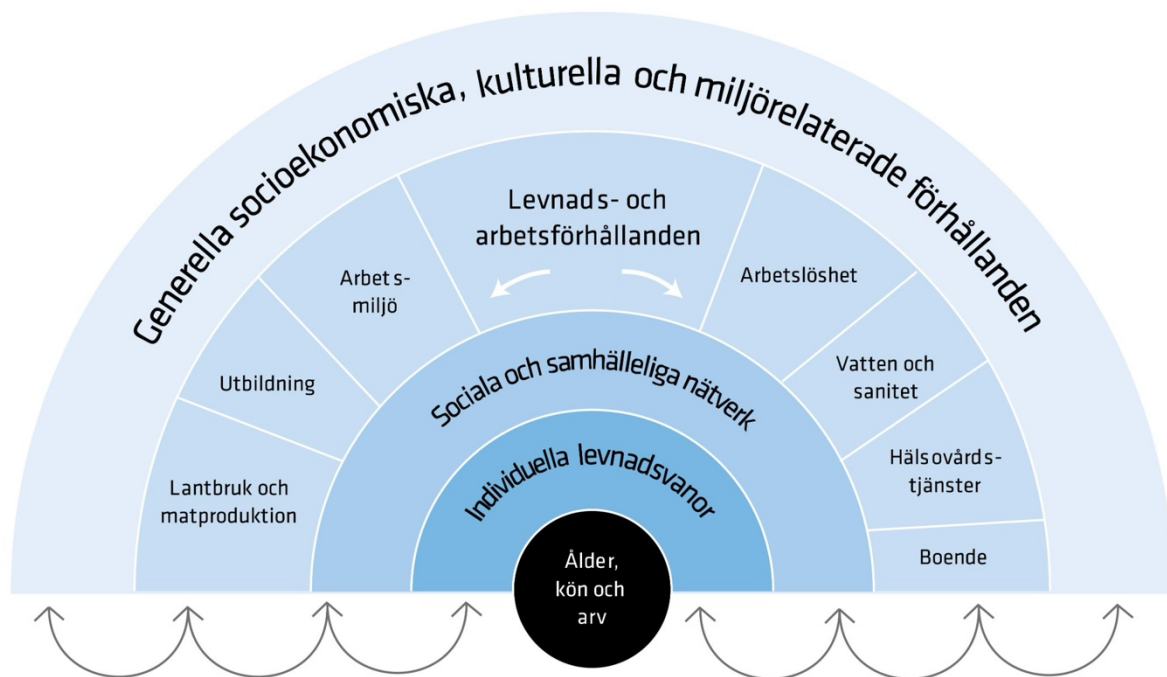 Generella socioekonomiska, kulturella och miljörelaterade förhållanden
Levnads- och
arbetsförhållanden
Arbets-
miljö
Arbetslöshet
Utbildning
Vatten och
sanitet
Lantbruk och
matproduktion
Hälsovårds-
tjänster
Boende
Sociala och samhälleliga nätverk
Individuella levnadsvanor
Ålder,
kön och
arv